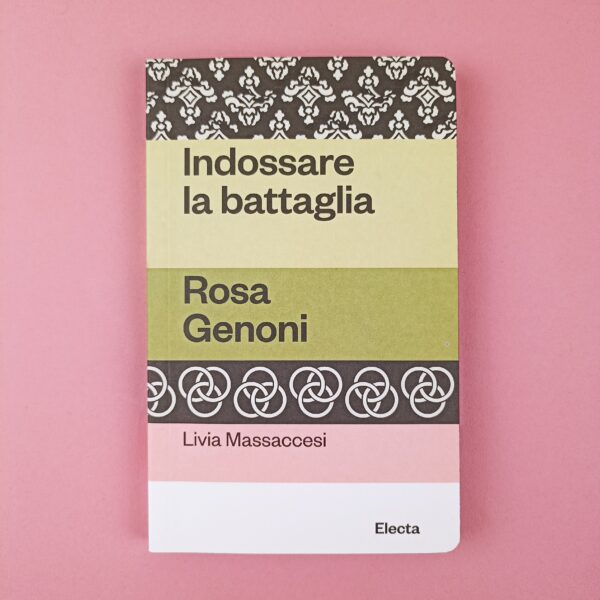 Indossare
la battaglia
Rosa
Genoni
Livia Massaccesi
Electa